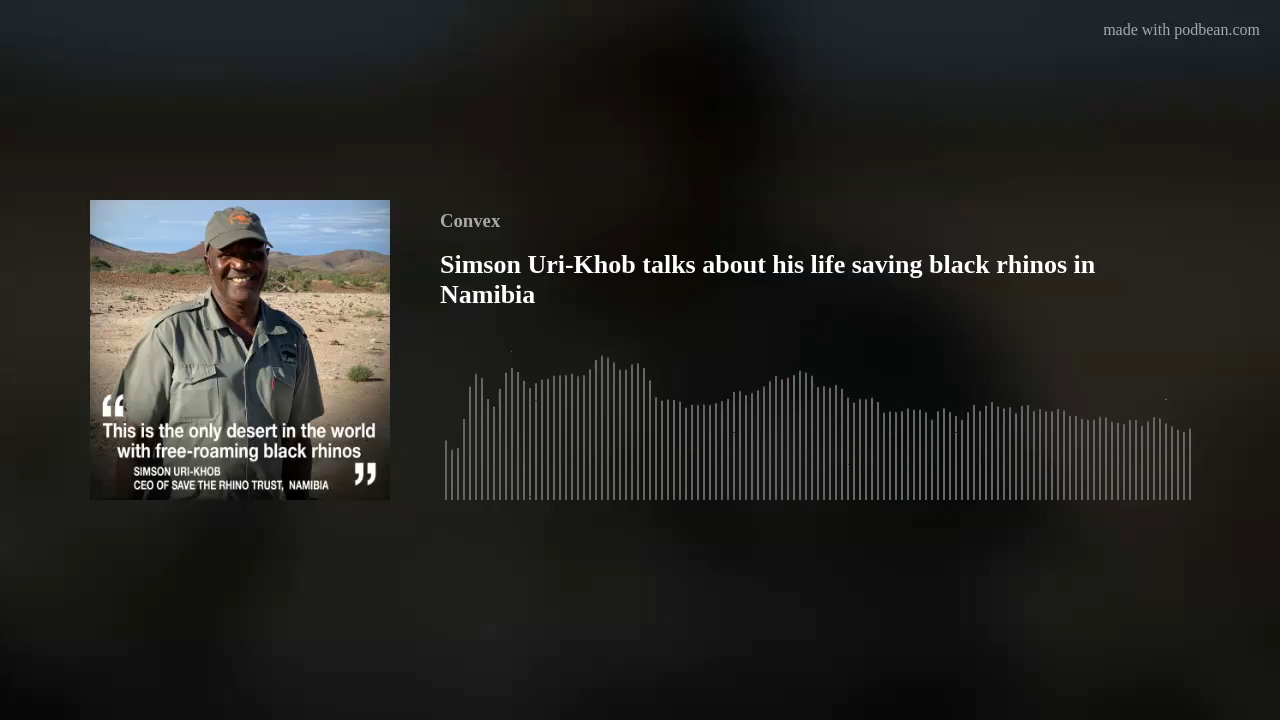 made with podbean.com
Convex
Simson Uri-Khob talks about his life saving black rhinos in
Namibia
“
This is the only desert in the world
with free-roaming black rhinos
SIMSON URI-KHOB
CEO OF SAVE THE RHINO TRUST, NAMIBIA
”